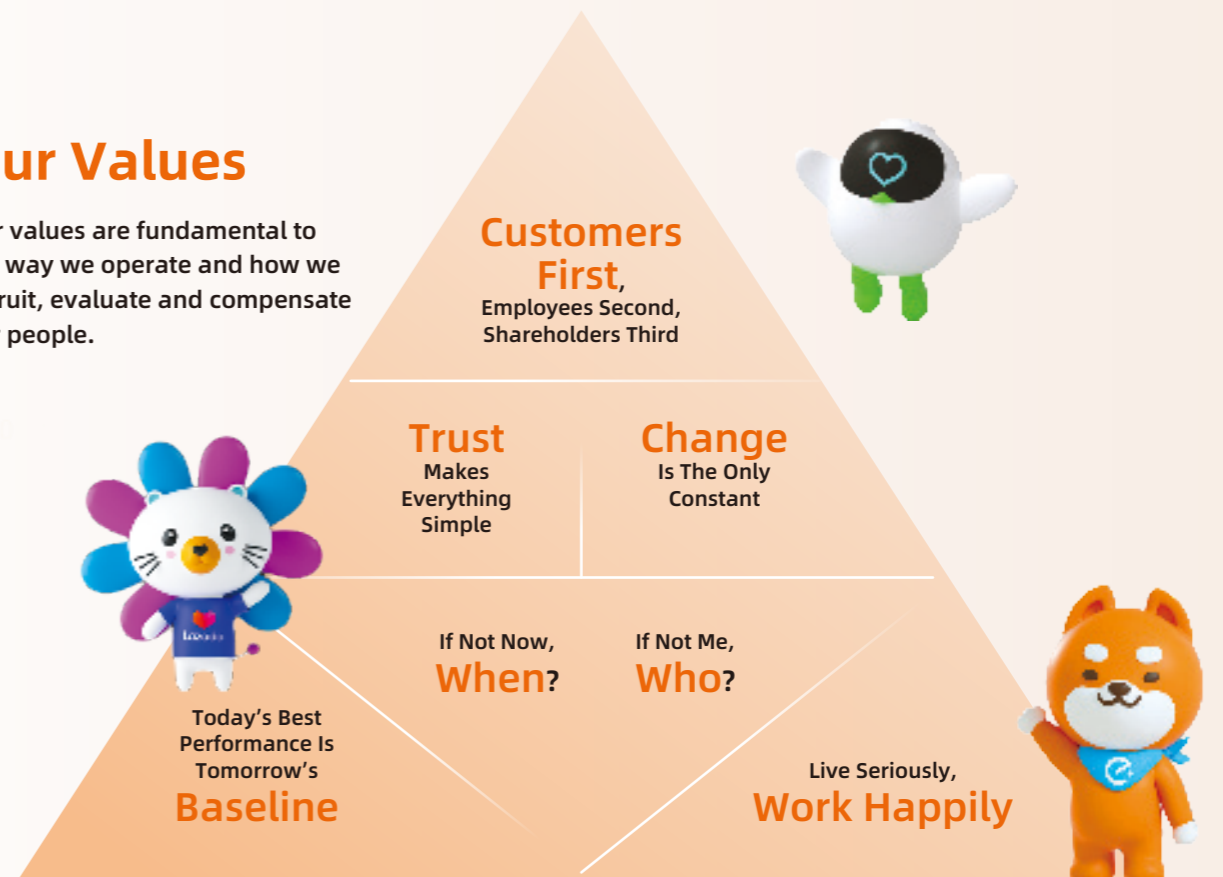 ur Values
r values are fundamental to
way we operate and how we
ruit, evaluate and compensate
r people.
Customers
First,
Employees Second,
Shareholders Third
Trust
Makes
Everything
Simple
Change
Is The Only
Constant
If Not Now,
When?
If Not Me,
Who?
Today's Best
Performance Is
Tomorrow's
Baseline
Live Seriously,
Work Happily
Lazada